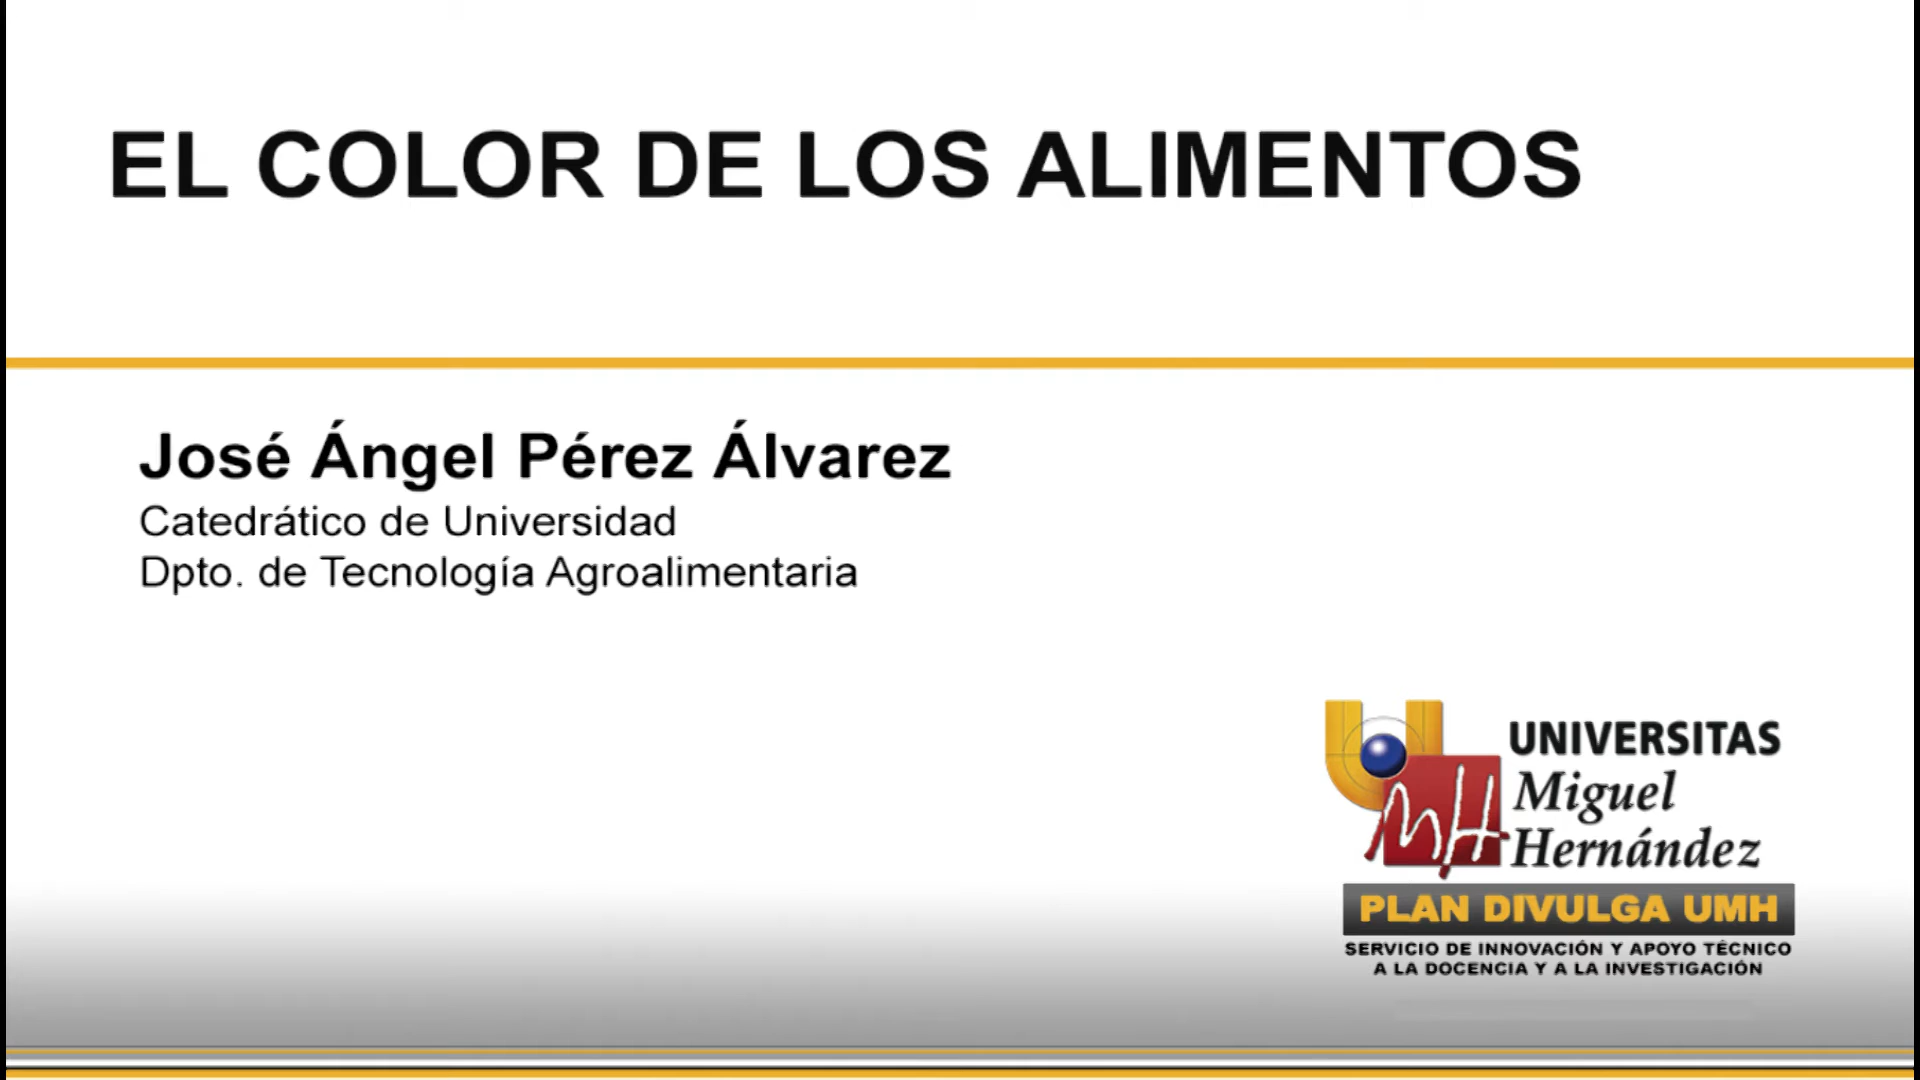 EL COLOR DE LOS ALIMENTOS
José Ángel Pérez Álvarez
Catedrático de Universidad
Dpto. de Tecnología Agroalimentaria
UNIVERSITAS
Miguel
Hernández
MH
PLAN DIVULGA UMH
SERVICIO DE INNOVACIÓN Y APOYO TÉCNICO
A LA DOCENCIA Y A LA INVESTIGACIÓN